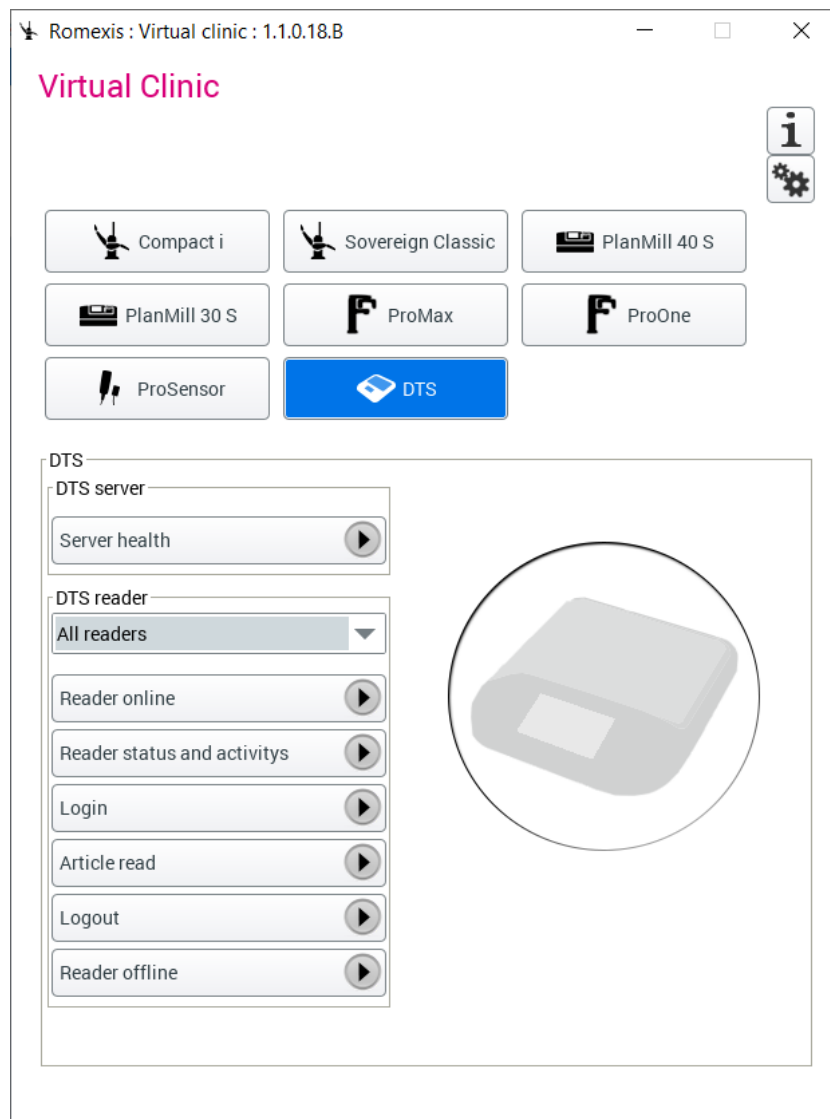 Romexis : Virtual clinic : 1.1.0.18.B
Virtual Clinic
Compact i
Sovereign Classic
PlanMill 40 S
PlanMill 30 S
ProMax
ProOne
ProSensor
DTS
DTS
DTS server
Server health
DTS reader
All readers
Reader online
Reader status and activitys
Login
Article read
Logout
Reader offline